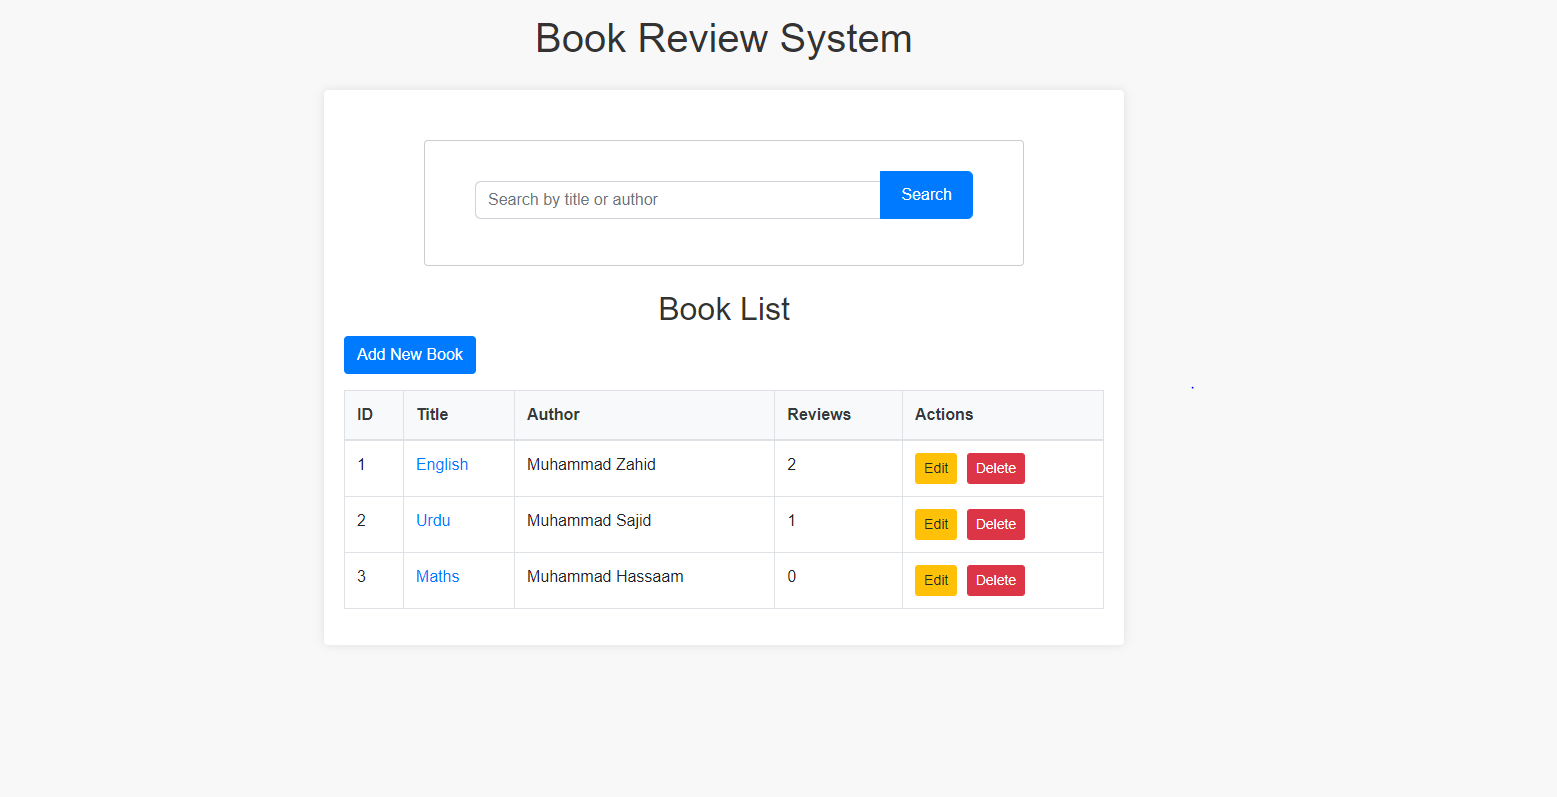 Book Review System
Search by title or author Search
Book List
Add New Book
ID Title Author Reviews Actions
1 English Muhammad Zahid 2 Edit Delete
2 Urdu Muhammad Sajid 1 Edit Delete
3 Maths Muhammad Hassaam 0 Edit Delete